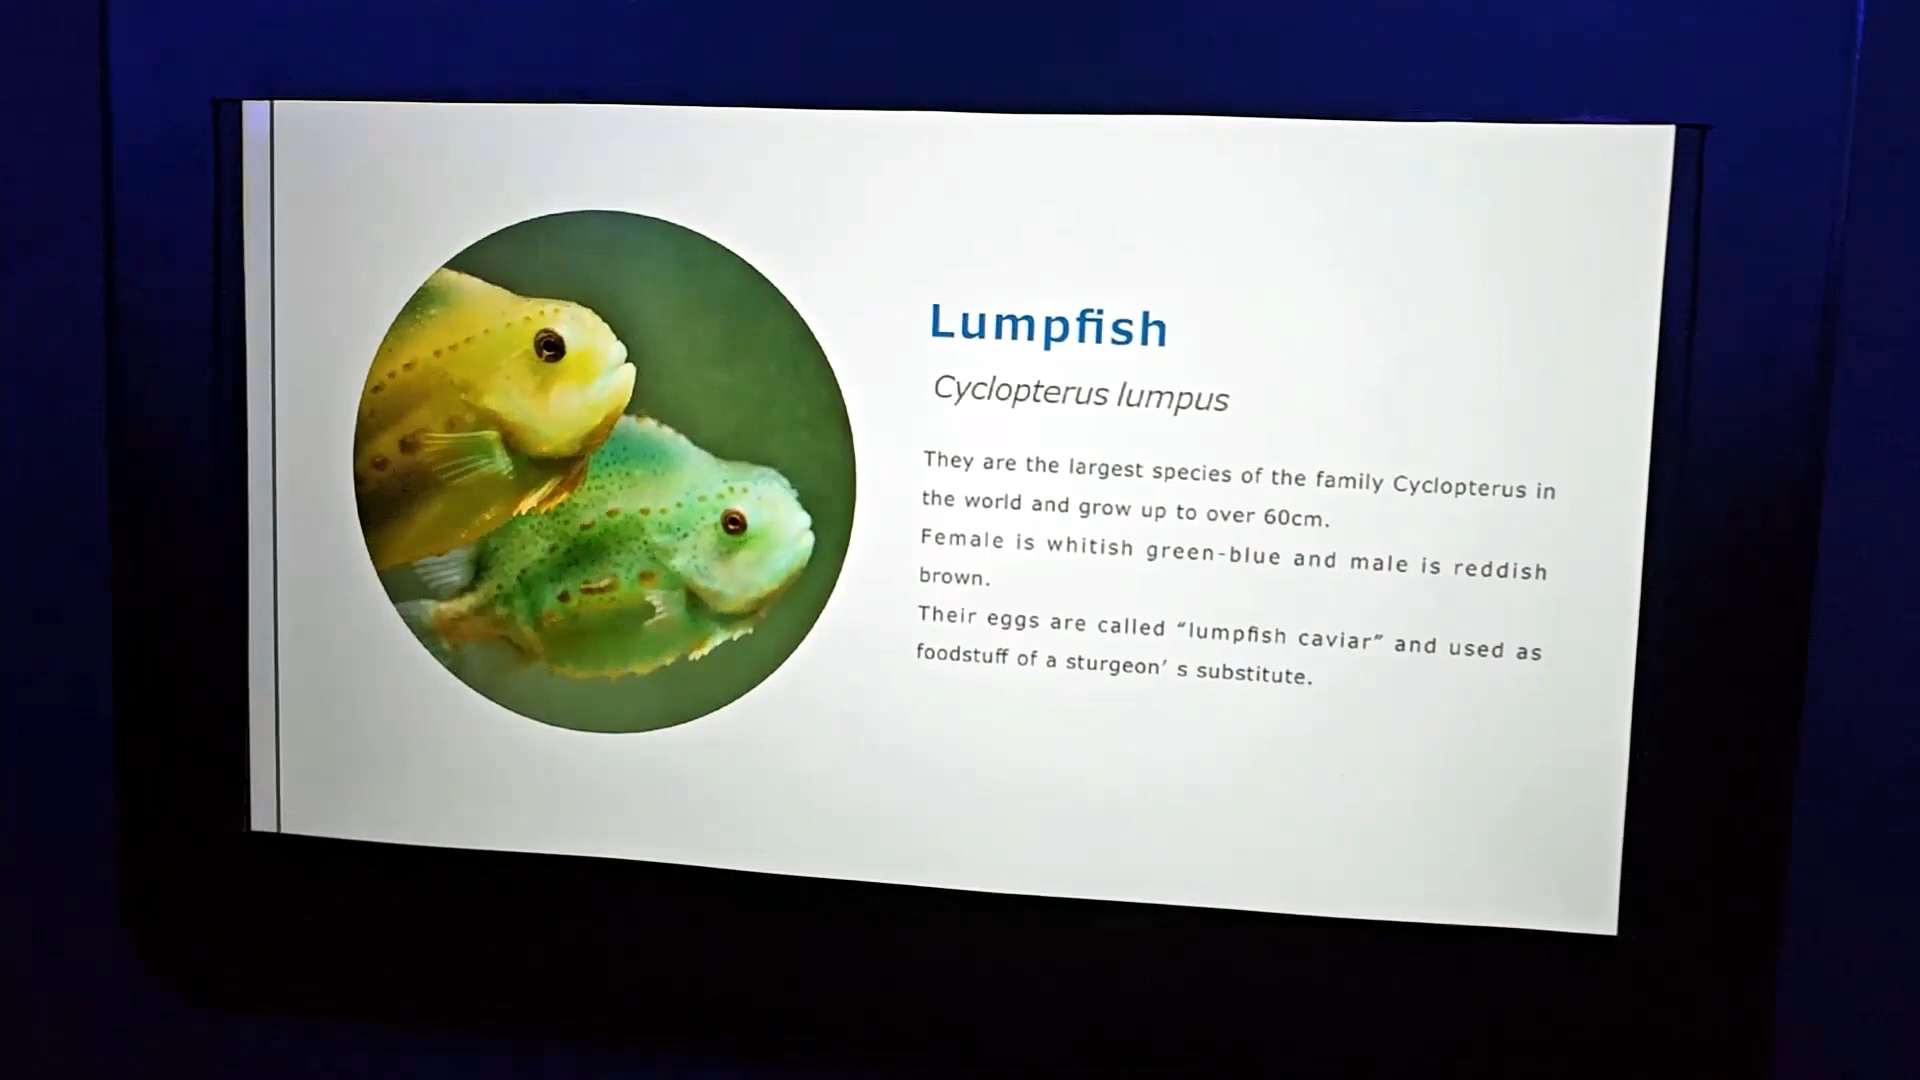 Lumpfish
Cyclopterus lumpus
They are the largest species of the family Cyclopterus in
the world and grow up to over 60cm.
Female is whitish green-blue and male is reddish
brown.
Their eggs are called “lumpfish caviar” and used as
foodstuff of a sturgeon’ s substitute.